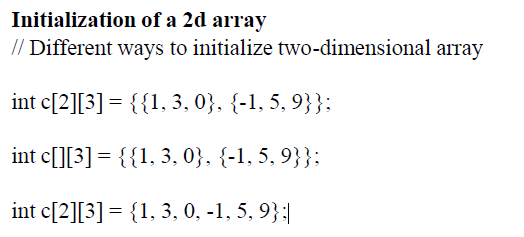 Initialization of a 2d array
// Different ways to initialize two-dimensional array
int c[2][3] = {{1, 3, 0}, {-1, 5, 9}};
int c[][3] = {{1, 3, 0}, {-1, 5, 9}};
int c[2][3] = {1, 3, 0, -1, 5, 9};